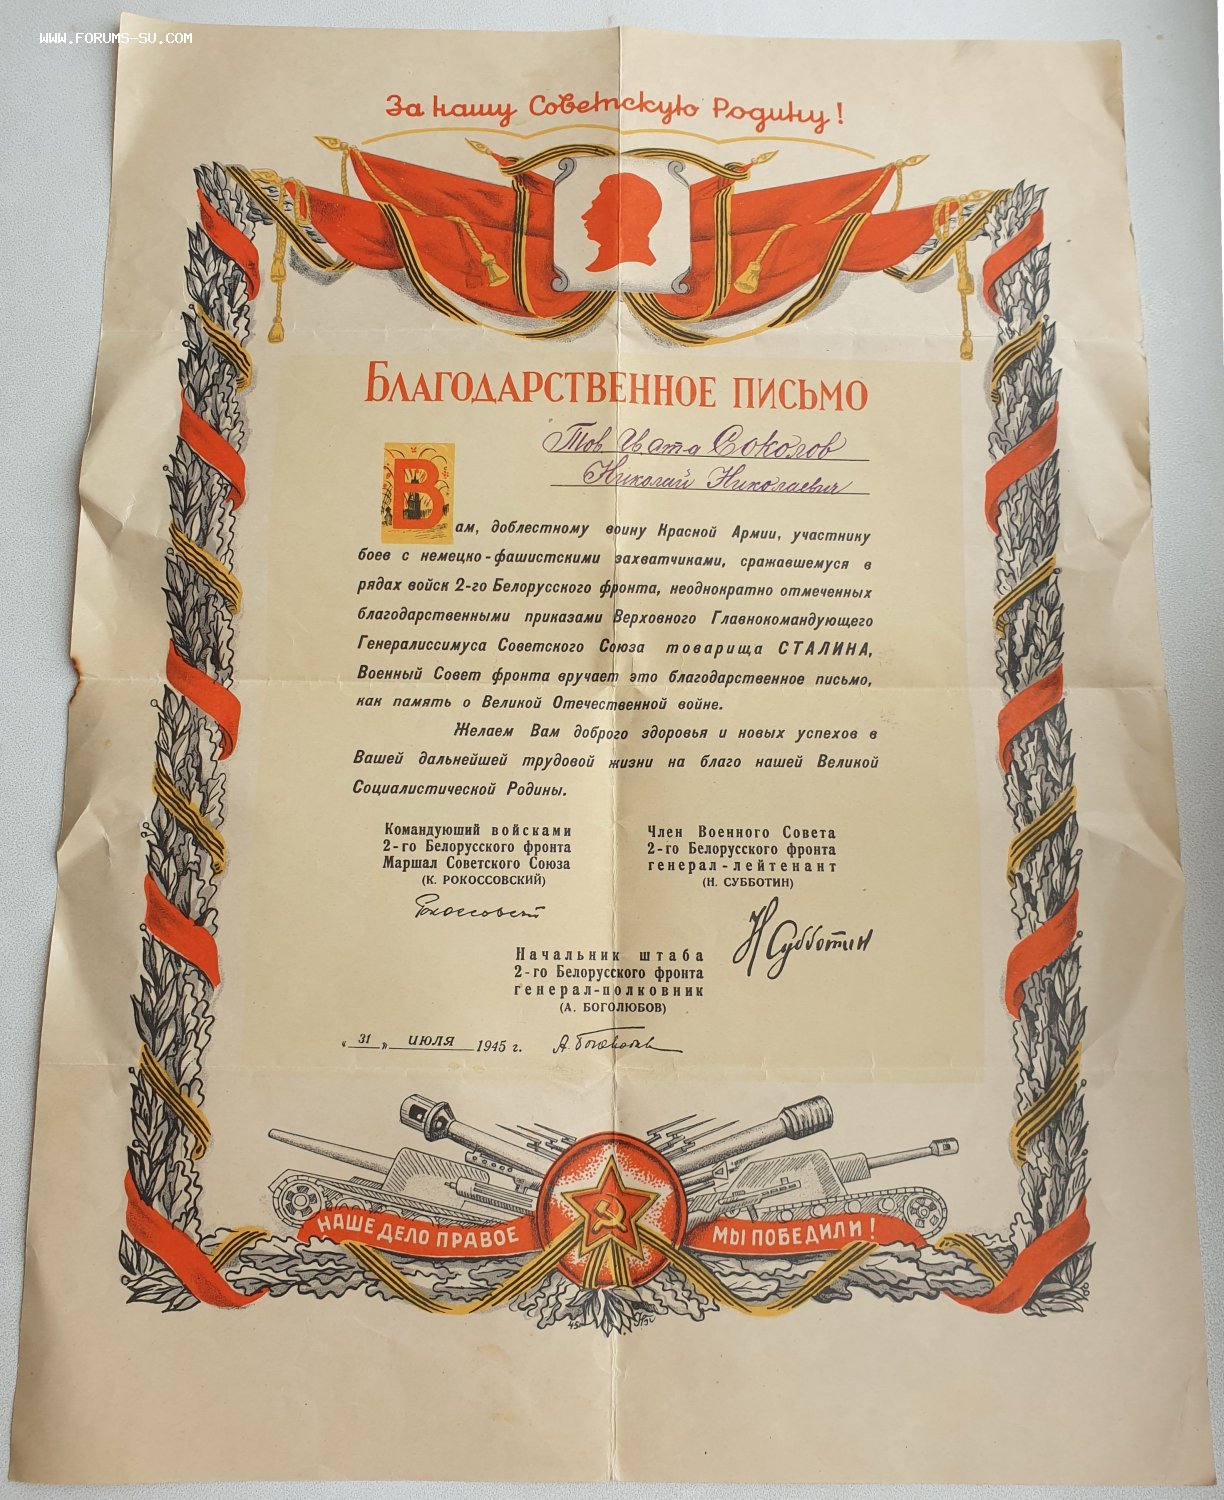 WWW.FORUMS-SU.COM
За нашу Советскую Родину!
БЛАГОДАРСТВЕННОЕ ПИСЬМО
Тов. Соколов
Николай Николаевич
Вам, доблестному воину Красной Армии, участнику
боев с немецко-фашистскими захватчиками, сражавшемуся в
рядах войск 2-го Белорусского фронта, неоднократно отмеченных
благодарственными приказами Верховного Главнокомандующего
Генералиссимуса Советского Союза товарища СТАЛИНА,
Военный Совет фронта вручает это благодарственное письмо,
как память о Великой Отечественной войне.
Желаем Вам доброго здоровья и новых успехов в
Вашей дальнейшей трудовой жизни на благо нашей Великой
Социалистической Родины.
Командуюший войсками
2-го Белорусского фронта
Маршал Советского Союза
(К. РОКОССОВСКИЙ)
Член Военного Совета
2-го Белорусского фронта
генерал-лейтенант
(Н. СУББОТИН)
Н Субботин
Начальник штаба
2-го Белорусского фронта
генерал-полковник
(А. БОГОЛЮБОВ)
«31» июля 1945 г.
НАШЕ ДЕЛО ПРАВОЕ
МЫ ПОБЕДИЛИ!